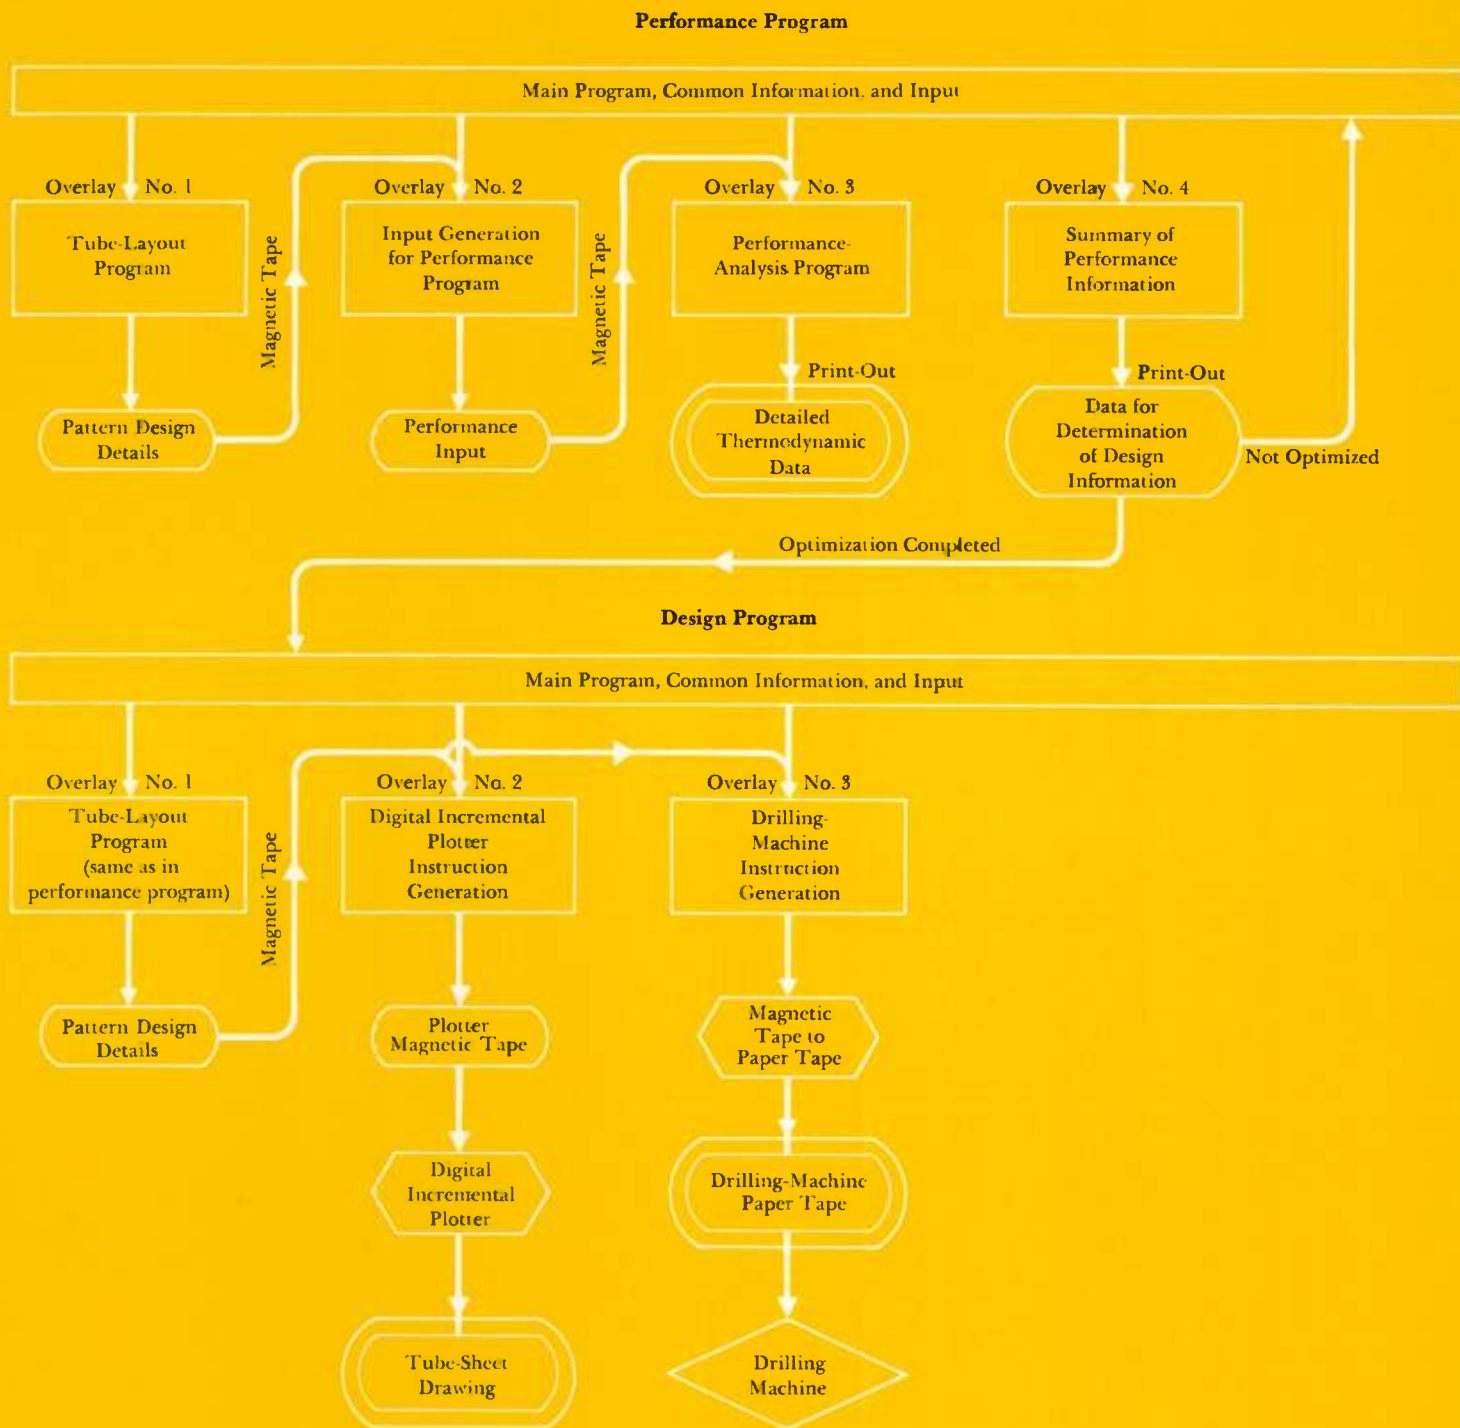 Performance Program
Main Program, Common Information, and Input
Overlay No. 1
Tube-Layout
Program
Pattern Design
Details
Magnetic Tape
Overlay No. 2
Input Generation
for Performance
Program
Performance
Input
Magnetic Tape
Overlay No. 3
Performance-
Analysis Program
Print-Out
Detailed
Thermodynamic
Data
Overlay No. 4
Summary of
Performance
Information
Print-Out
Data for
Determination
of Design
Information
Not Optimized
Optimization Completed
Design Program
Main Program, Common Information, and Input
Overlay No. 1
Tube-Layout
Program
(same as in
performance program)
Pattern Design
Details
Magnetic Tape
Overlay No. 2
Digital Incremental
Plotter
Instruction
Generation
Plotter
Magnetic Tape
Digital
Incremental
Plotter
Tube-Sheet
Drawing
Overlay No. 3
Drilling-
Machine
Instruction
Generation
Magnetic
Tape to
Paper Tape
Drilling-Machine
Paper Tape
Drilling
Machine